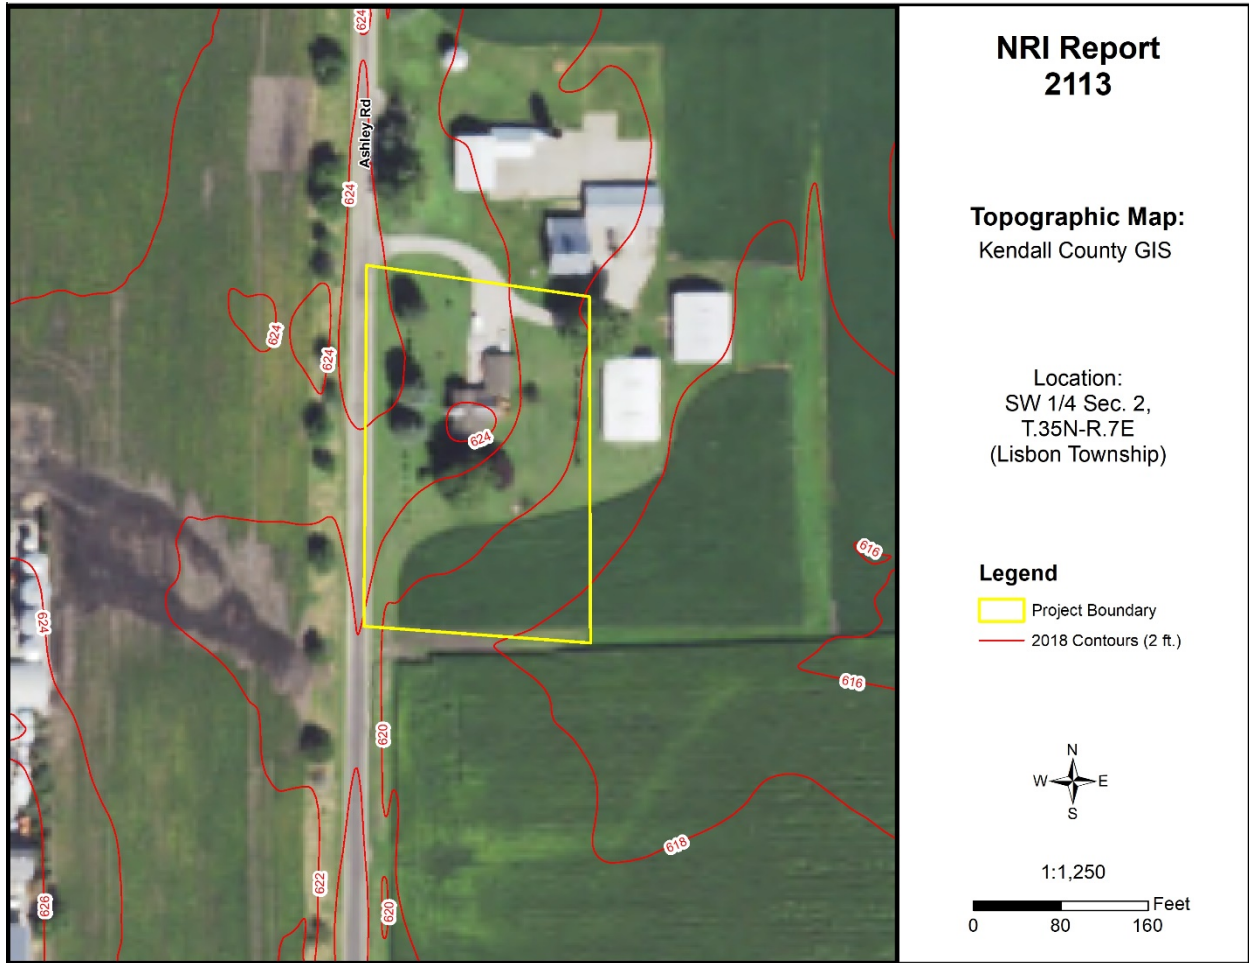 NRI Report
2113
Topographic Map:
Kendall County GIS
Location:
SW 1/4 Sec. 2,
T.35N-R.7E
(Lisbon Township)
Legend
Project Boundary
2018 Contours (2 ft.)
N
W E
S
1:1,250
Feet
0 80 160
624
Ashley Rd
624
624
624
624
616
624
616
620
618
622
620
626